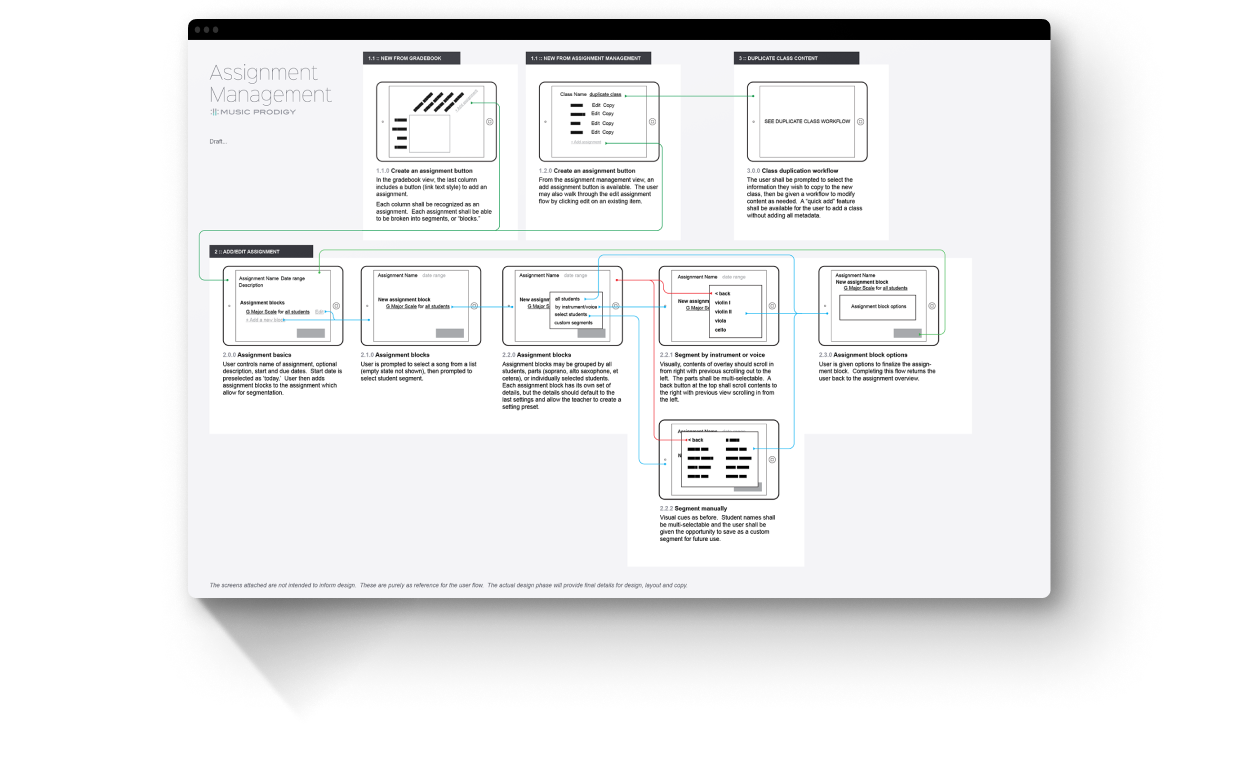 Assignment
Management
MUSIC PRODIGY
Draft...
1.1 :: NEW FROM GRADEBOOK
1.1.0 Create an assignment button
In the gradebook view, the last column
includes a button (link text style) to add an
assignment.
Each column shall be recognized as an
assignment.  Each assignment shall be able
to be broken into segments, or “blocks.”
1.1 :: NEW FROM ASSIGNMENT MANAGEMENT
Class Name duplicate class
Edit Copy
Edit Copy
Edit Copy
Edit Copy
+ Add assignment
1.2.0 Create an assignment button
From the assignment management view, an
add assignment button is available.  The user
may also walk through the edit assignment
flow by clicking edit on an existing item.
3 :: DUPLICATE CLASS CONTENT
SEE DUPLICATE CLASS WORKFLOW
3.0.0 Class duplication workflow
The user shall be prompted to select the
information they wish to copy to the new
class, then be given a workflow to modify
content as needed.  A “quick add” feature
shall be available for the user to add a class
without adding all metadata.
2 :: ADD/EDIT ASSIGNMENT
Assignment Name Date range
Description
Assignment blocks
G Major Scale for all students Edit
+ Add a new block
2.0.0 Assignment basics
User controls name of assignment, optional
description, start and due dates.  Start date is
preselected as ‘today.’  User then adds
assignment blocks to the assignment which
allow for segmentation.
Assignment Name date range
New assignment block
G Major Scale for all students
2.1.0 Assignment blocks
User is prompted to select a song from a list
(empty state not shown), then prompted to
select student segment.
Assignment Name date range
New assignm
G Major S
all students
by instrument/voice >
select students
custom segments
2.2.0 Assignment blocks
Assignment blocks may be grouped by all
students, parts (soprano, alto saxophone, et
cetera), or individually selected students.
Each assignment block has its own set of
details, but the details should default to the
last settings and allow the teacher to create a
setting preset.
Assignment Name date range
New assignm
G Major Sc
< back
violin I
violin II
viola
cello
2.2.1 Segment by instrument or voice
Visually, contents of overlay should scroll in
from right with previous scrolling out to the
left.  The parts shall be multi-selectable.  A
back button at the top shall scroll contents to
the right with previous view scrolling in from
the left.
Assignment Name
New assignment block
G Major Scale for all students
Assignment block options
2.3.0 Assignment block options
User is given options to finalize the assign-
ment block.  Completing this flow returns the
user back to the assignment overview.
Assignment Name date range
N
< back
2.2.2 Segment manually
Visual cues as before.  Student names shall
be multi-selectable and the user shall be
given the opportunity to save as a custom
segment for future use.
The screens attached are not intended to inform design.  These are purely as reference for the user flow.  The actual design phase will provide final details for design, layout and copy.